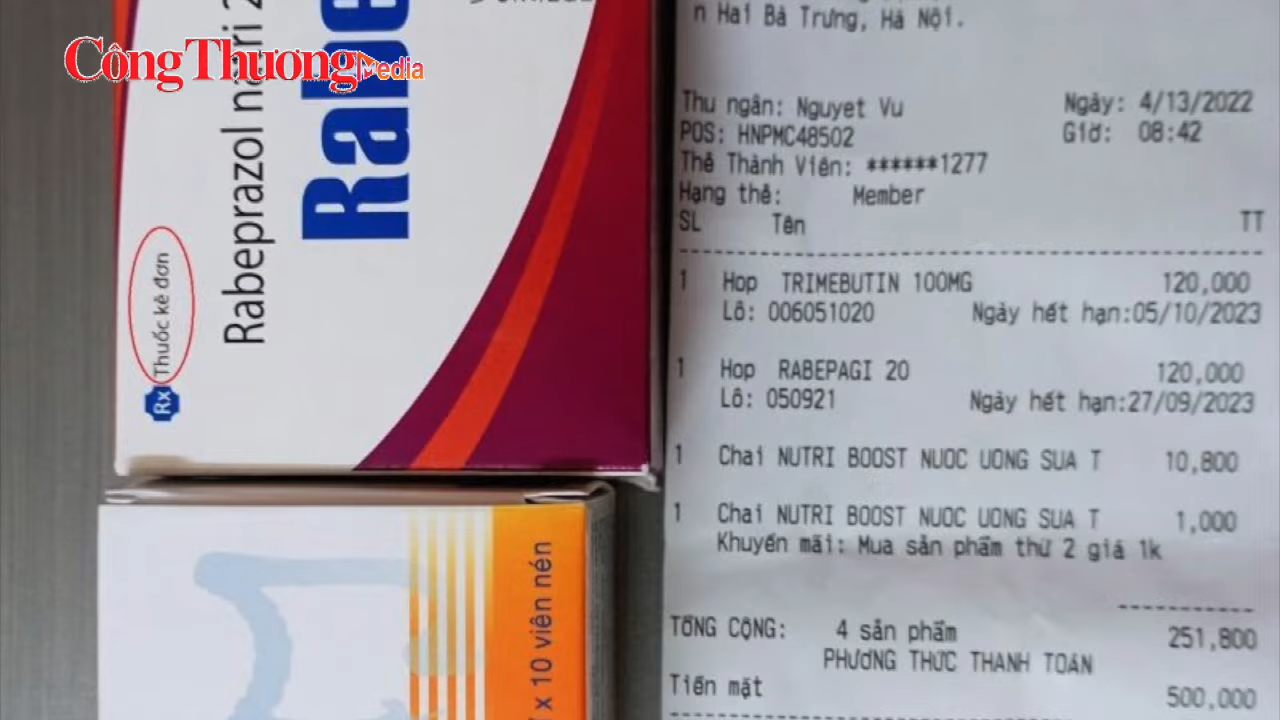 CôngThương Media
Rabeprazol natri
Rabe
Rx Thuốc kê đơn
x 10 viên nén
n Hai Bà Trưng, Hà Nội.
Thu ngân: Nguyet Vu Ngày: 4/13/2022
POS: HNPMC48502 Giờ: 08:42
Thẻ Thành Viên: ******1277
Hạng thẻ: Member
SL Tên TT
1 Hop TRIMEBUTIN 100MG 120,000
Lô: 006051020 Ngày hết hạn:05/10/2023
1 Hop RABEPAGI 20 120,000
Lô: 050921 Ngày hết hạn:27/09/2023
1 Chai NUTRI BOOST NUOC UONG SUA T 10,800
1 Chai NUTRI BOOST NUOC UONG SUA T 1,000
Khuyến mãi: Mua sản phẩm thứ 2 giá 1k
TỔNG CỘNG: 4 sản phẩm 251,800
PHƯƠNG THỨC THANH TOÁN
Tiền mặt 500,000